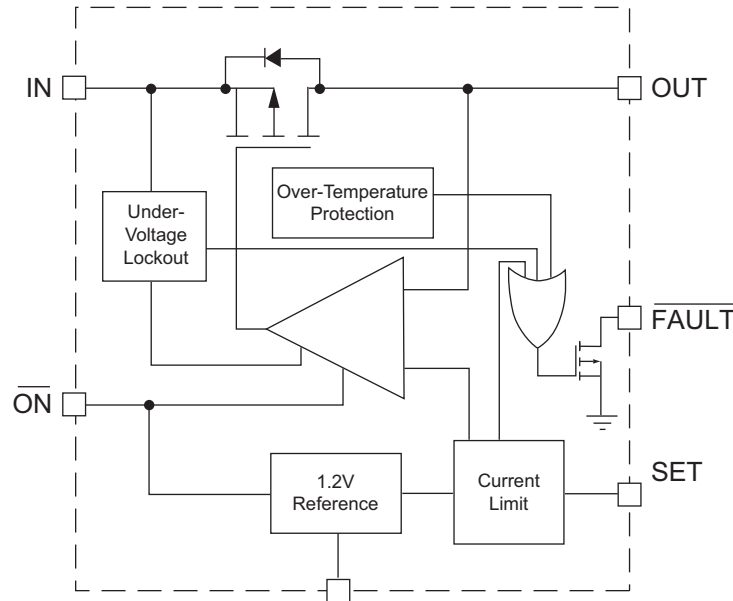 IN
OUT
Over-Temperature
Protection
Under-
Voltage
Lockout
FAULT
ON
1.2V
Reference
Current
Limit
SET